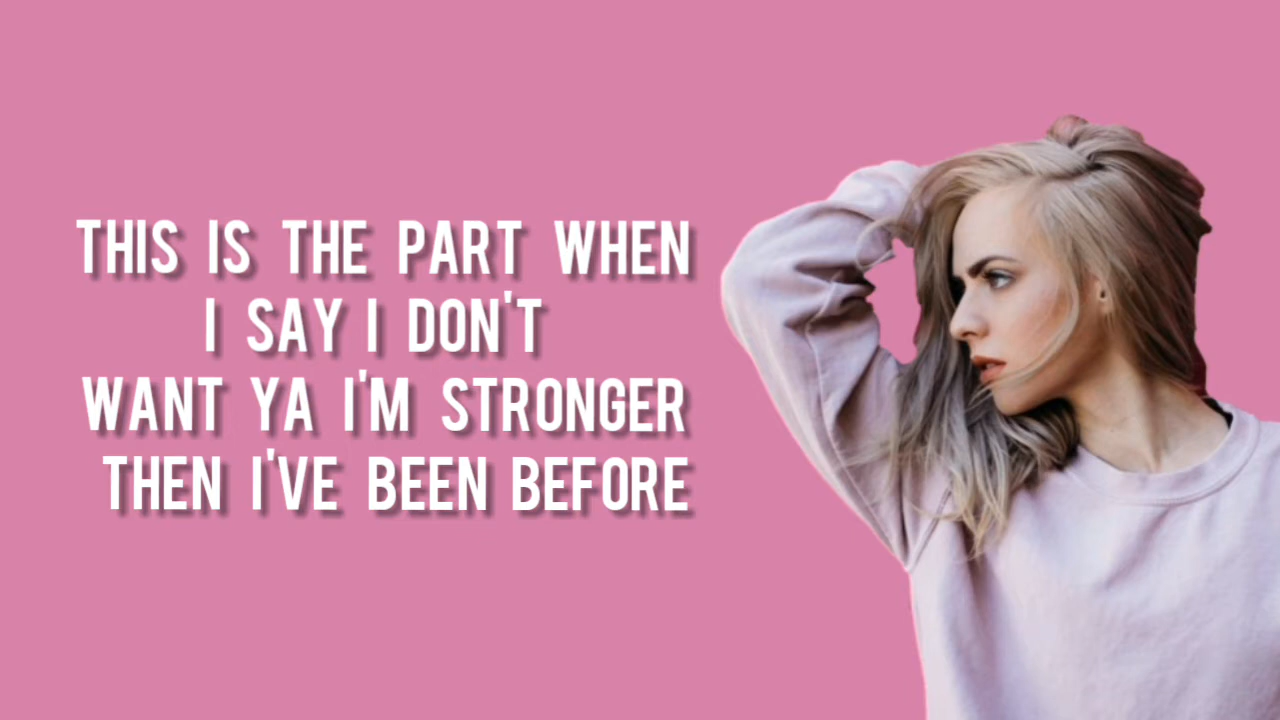 THIS IS THE PART WHEN
I SAY I DON'T
WANT YA I'M STRONGER
THEN I'VE BEEN BEFORE